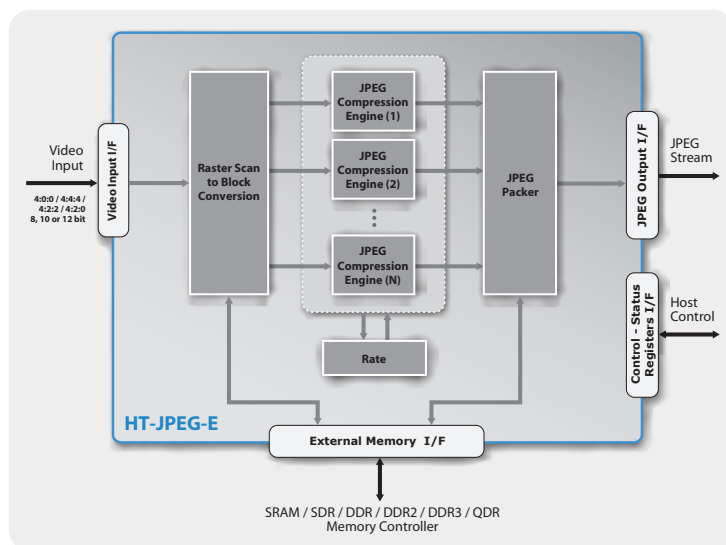 JPEG
Compression
Engine (1)
Video
Input
Video Input I/F
4:0:0 / 4:4:4 /
4:2:2 / 4:2:0
8, 10 or 12 bit
Raster Scan
to Block
Conversion
JPEG
Compression
Engine (2)
JPEG
Compression
Engine (N)
JPEG
Packer
JPEG Output I/F
JPEG
Stream
Control - Status
Registers I/F
Host
Control
Rate
HT-JPEG-E
External Memory I/F
SRAM / SDR / DDR / DDR2 / DDR3 / QDR
Memory Controller